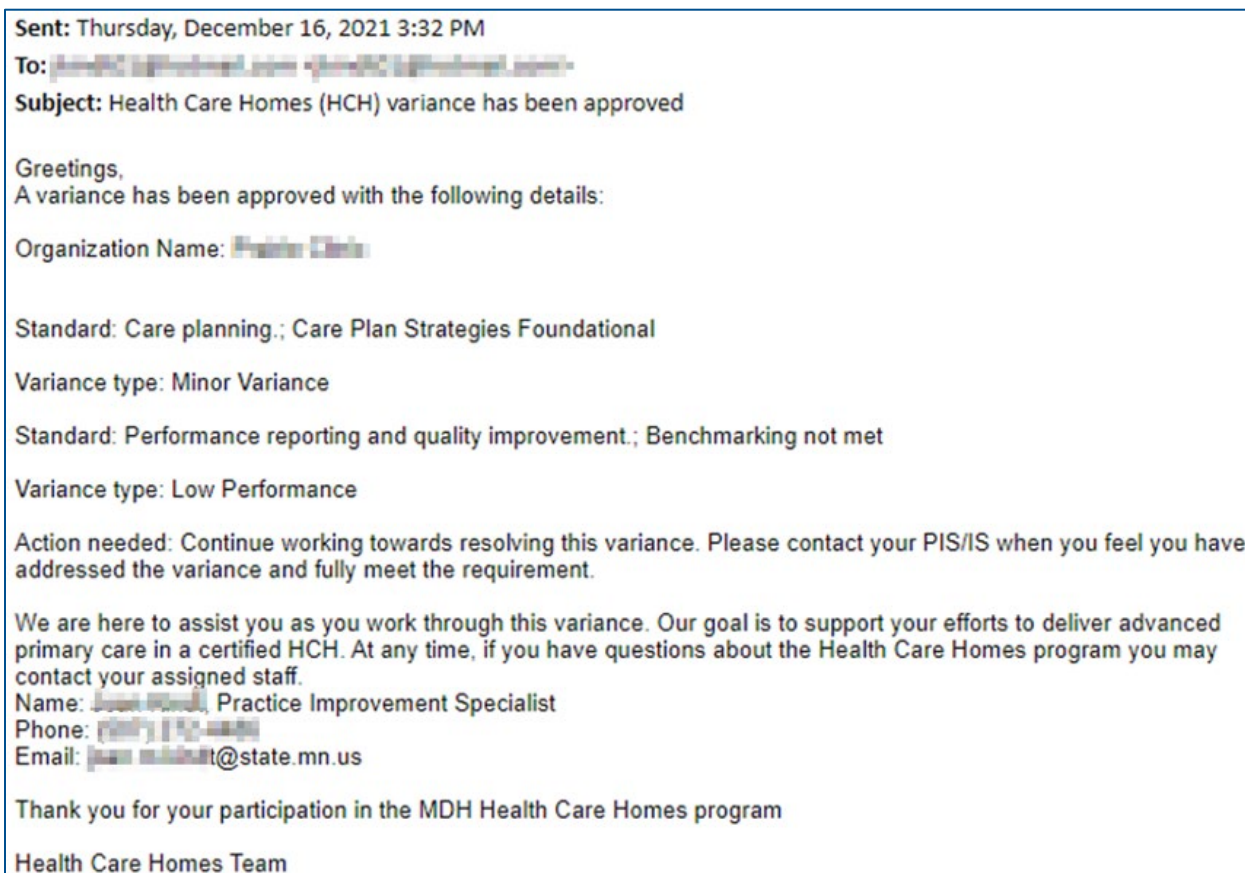 Sent: Thursday, December 16, 2021 3:32 PM
To:
Subject: Health Care Homes (HCH) variance has been approved
Greetings,
A variance has been approved with the following details:
Organization Name:
Standard: Care planning.; Care Plan Strategies Foundational
Variance type: Minor Variance
Standard: Performance reporting and quality improvement.; Benchmarking not met
Variance type: Low Performance
Action needed: Continue working towards resolving this variance. Please contact your PIS/IS when you feel you have
addressed the variance and fully meet the requirement.
We are here to assist you as you work through this variance. Our goal is to support your efforts to deliver advanced
primary care in a certified HCH. At any time, if you have questions about the Health Care Homes program you may
contact your assigned staff.
Name: , Practice Improvement Specialist
Phone:
Email: t@state.mn.us
Thank you for your participation in the MDH Health Care Homes program
Health Care Homes Team